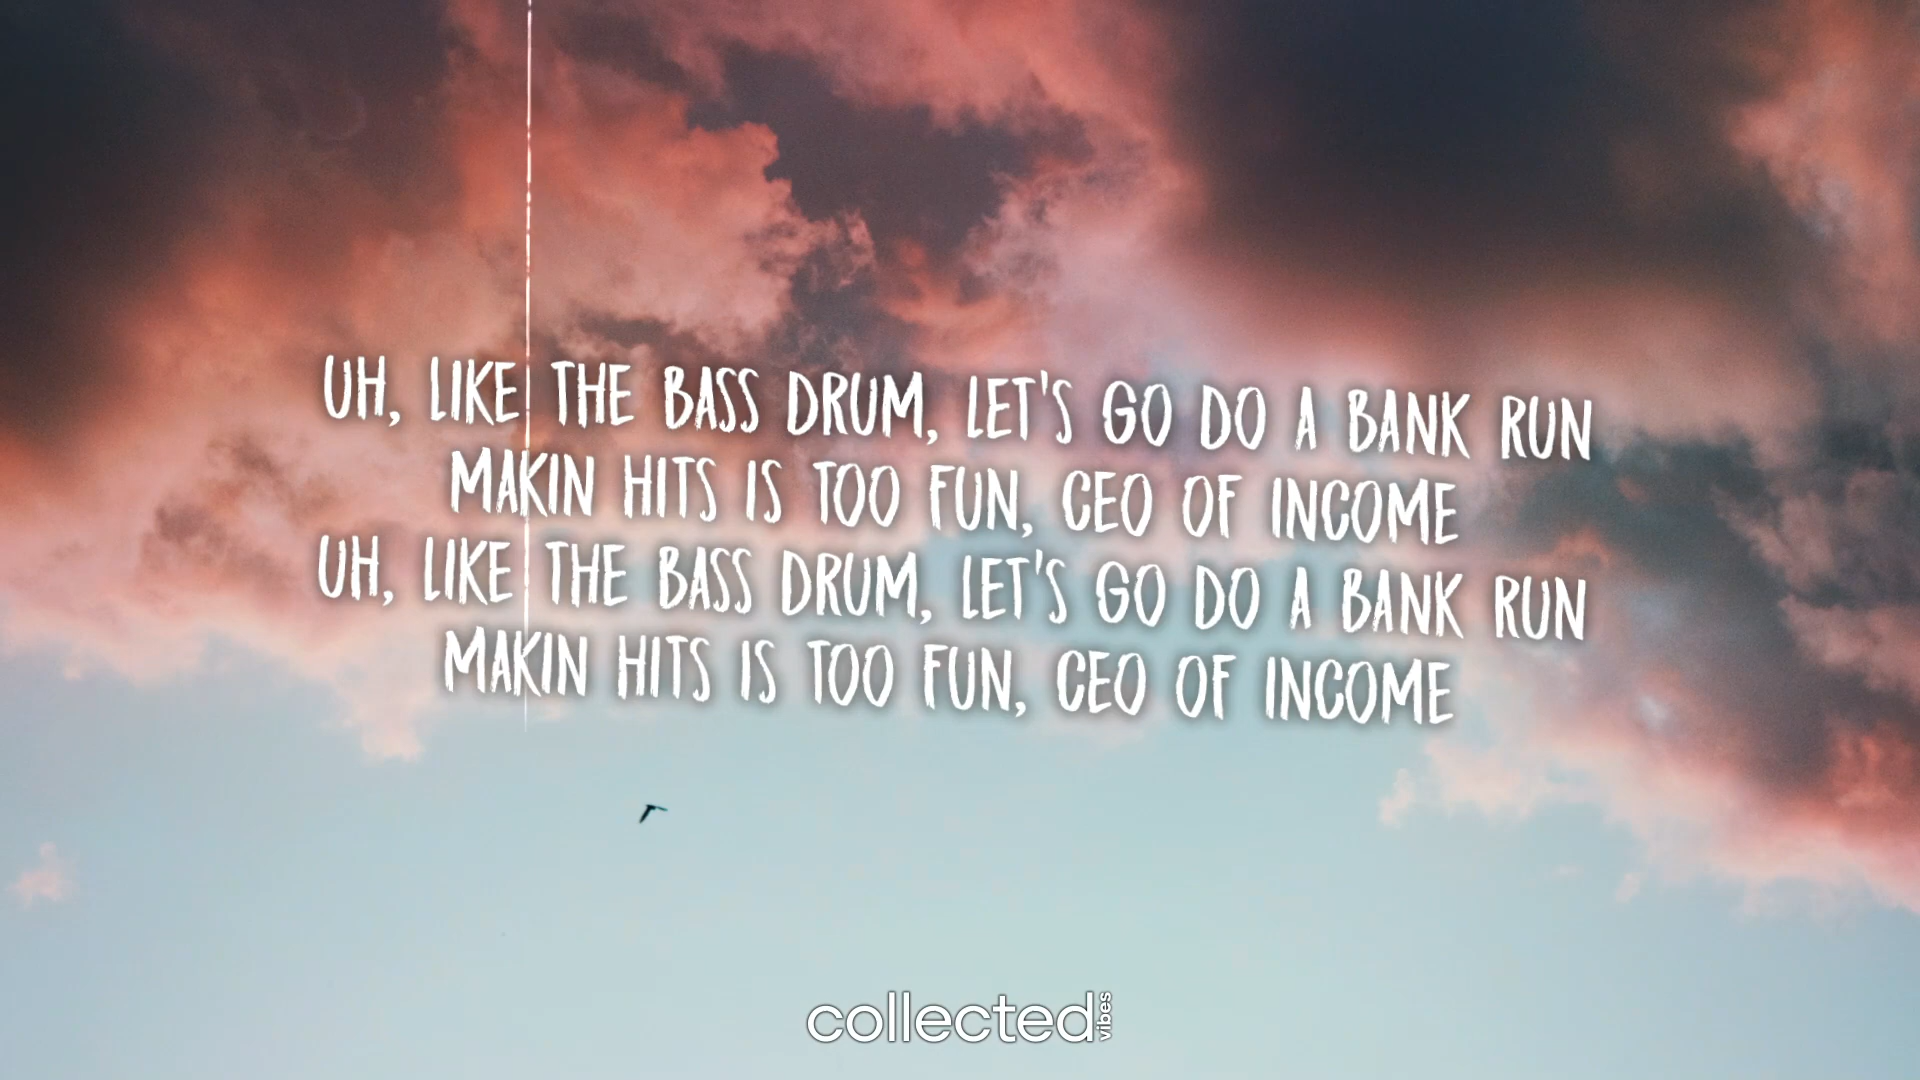 UH, LIKE THE BASS DRUM, LET'S GO DO A BANK RUN
MAKIN HITS IS TOO FUN, CEO OF INCOME
UH, LIKE THE BASS DRUM, LET'S GO DO A BANK RUN
MAKIN HITS IS TOO FUN, CEO OF INCOME
collected vibes